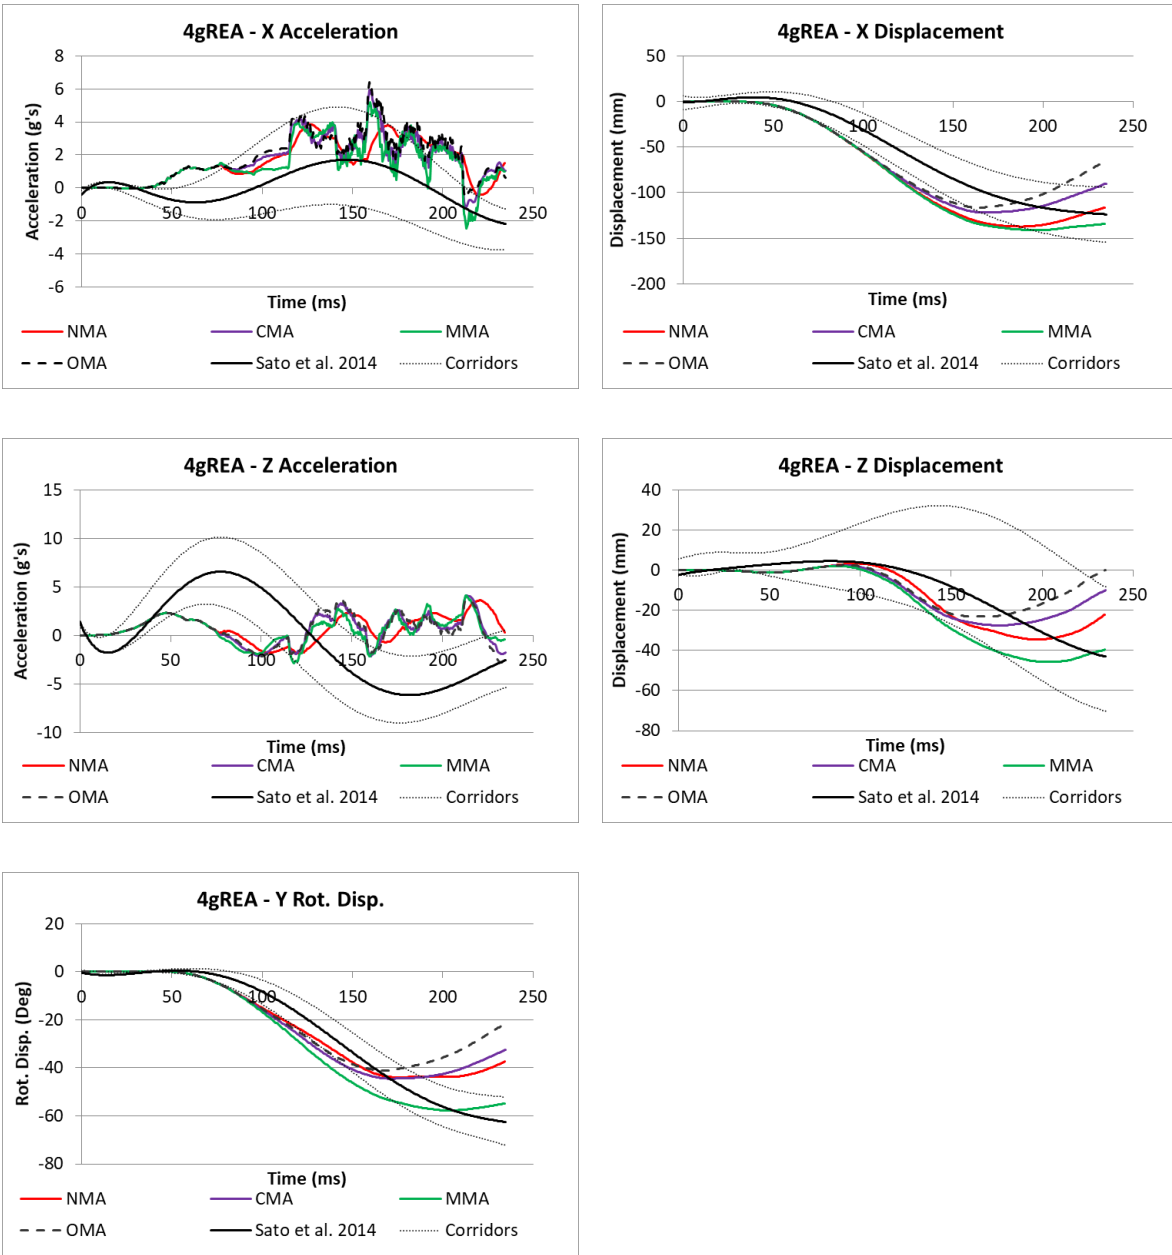 4gREA - X Acceleration
8
6
4
2
0
-2
-4
-6
0 50 100 150 200 250
Acceleration (g's)
Time (ms)
NMA CMA MMA
OMA Sato et al. 2014 Corridors
4gREA - X Displacement
50
0
-50
-100
-150
-200
0 50 100 150 200 250
Displacement (mm)
Time (ms)
NMA CMA MMA
OMA Sato et al. 2014 Corridors
4gREA - Z Acceleration
15
10
5
0
-5
-10
0 50 100 150 200 250
Acceleration (g's)
Time (ms)
NMA CMA MMA
OMA Sato et al. 2014 Corridors
4gREA - Z Displacement
40
20
0
-20
-40
-60
-80
0 50 100 150 200 250
Displacement (mm)
Time (ms)
NMA CMA MMA
OMA Sato et al. 2014 Corridors
4gREA - Y Rot. Disp.
20
0
-20
-40
-60
-80
0 50 100 150 200 250
Rot. Disp. (Deg)
Time (ms)
NMA CMA MMA
OMA Sato et al. 2014 Corridors